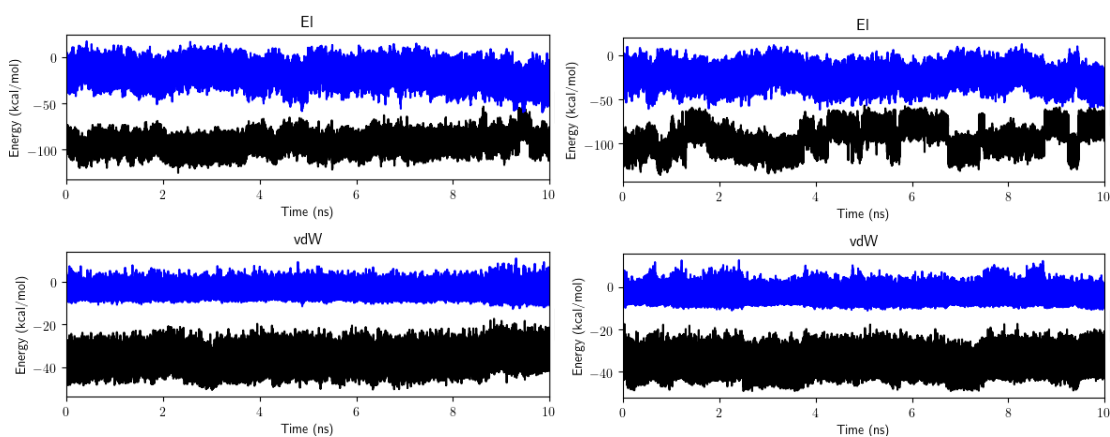 El
Energy (kcal/mol)
0
−50
−100
0 2 4 6 8 10
Time (ns)
El
Energy (kcal/mol)
0
−50
−100
0 2 4 6 8 10
Time (ns)
vdW
Energy (kcal/mol)
0
−20
−40
0 2 4 6 8 10
Time (ns)
vdW
Energy (kcal/mol)
0
−20
−40
0 2 4 6 8 10
Time (ns)